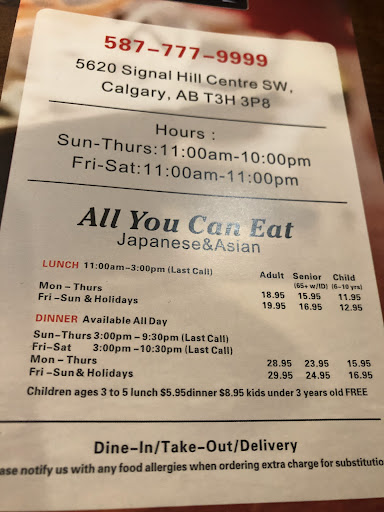 587-777-9999
5620 Signal Hill Centre SW,
Calgary, AB T3H 3P8
Hours :
Sun-Thurs:11:00am-10:00pm
Fri-Sat:11:00am-11:00pm
All You Can Eat
Japanese&Asian
LUNCH 11:00am-3:00pm (Last Call) Adult Senior Child
(65+ w/ID) (6-10 yrs)
Mon - Thurs 18.95 15.95 11.95
Fri -Sun & Holidays 19.95 16.95 12.95
DINNER Available All Day
Sun-Thurs 3:00pm - 9:30pm (Last Call)
Fri-Sat 3:00pm -10:30pm (Last Call)
Mon - Thurs 28.95 23.95 15.95
Fri -Sun & Holidays 29.95 24.95 16.95
Children ages 3 to 5 lunch $5.95dinner $8.95 kids under 3 years old FREE
Dine-In/Take-Out/Delivery
ase notify us with any food allergies when ordering extra charge for substitutio